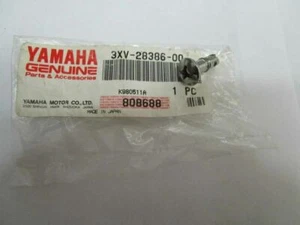 YAMAHA 3XV-28386-00
GENUINE
Parts & Accessories
K980511A
1 PC
YAMAHA MOTOR CO., LTD.
808688
MADE IN JAPAN